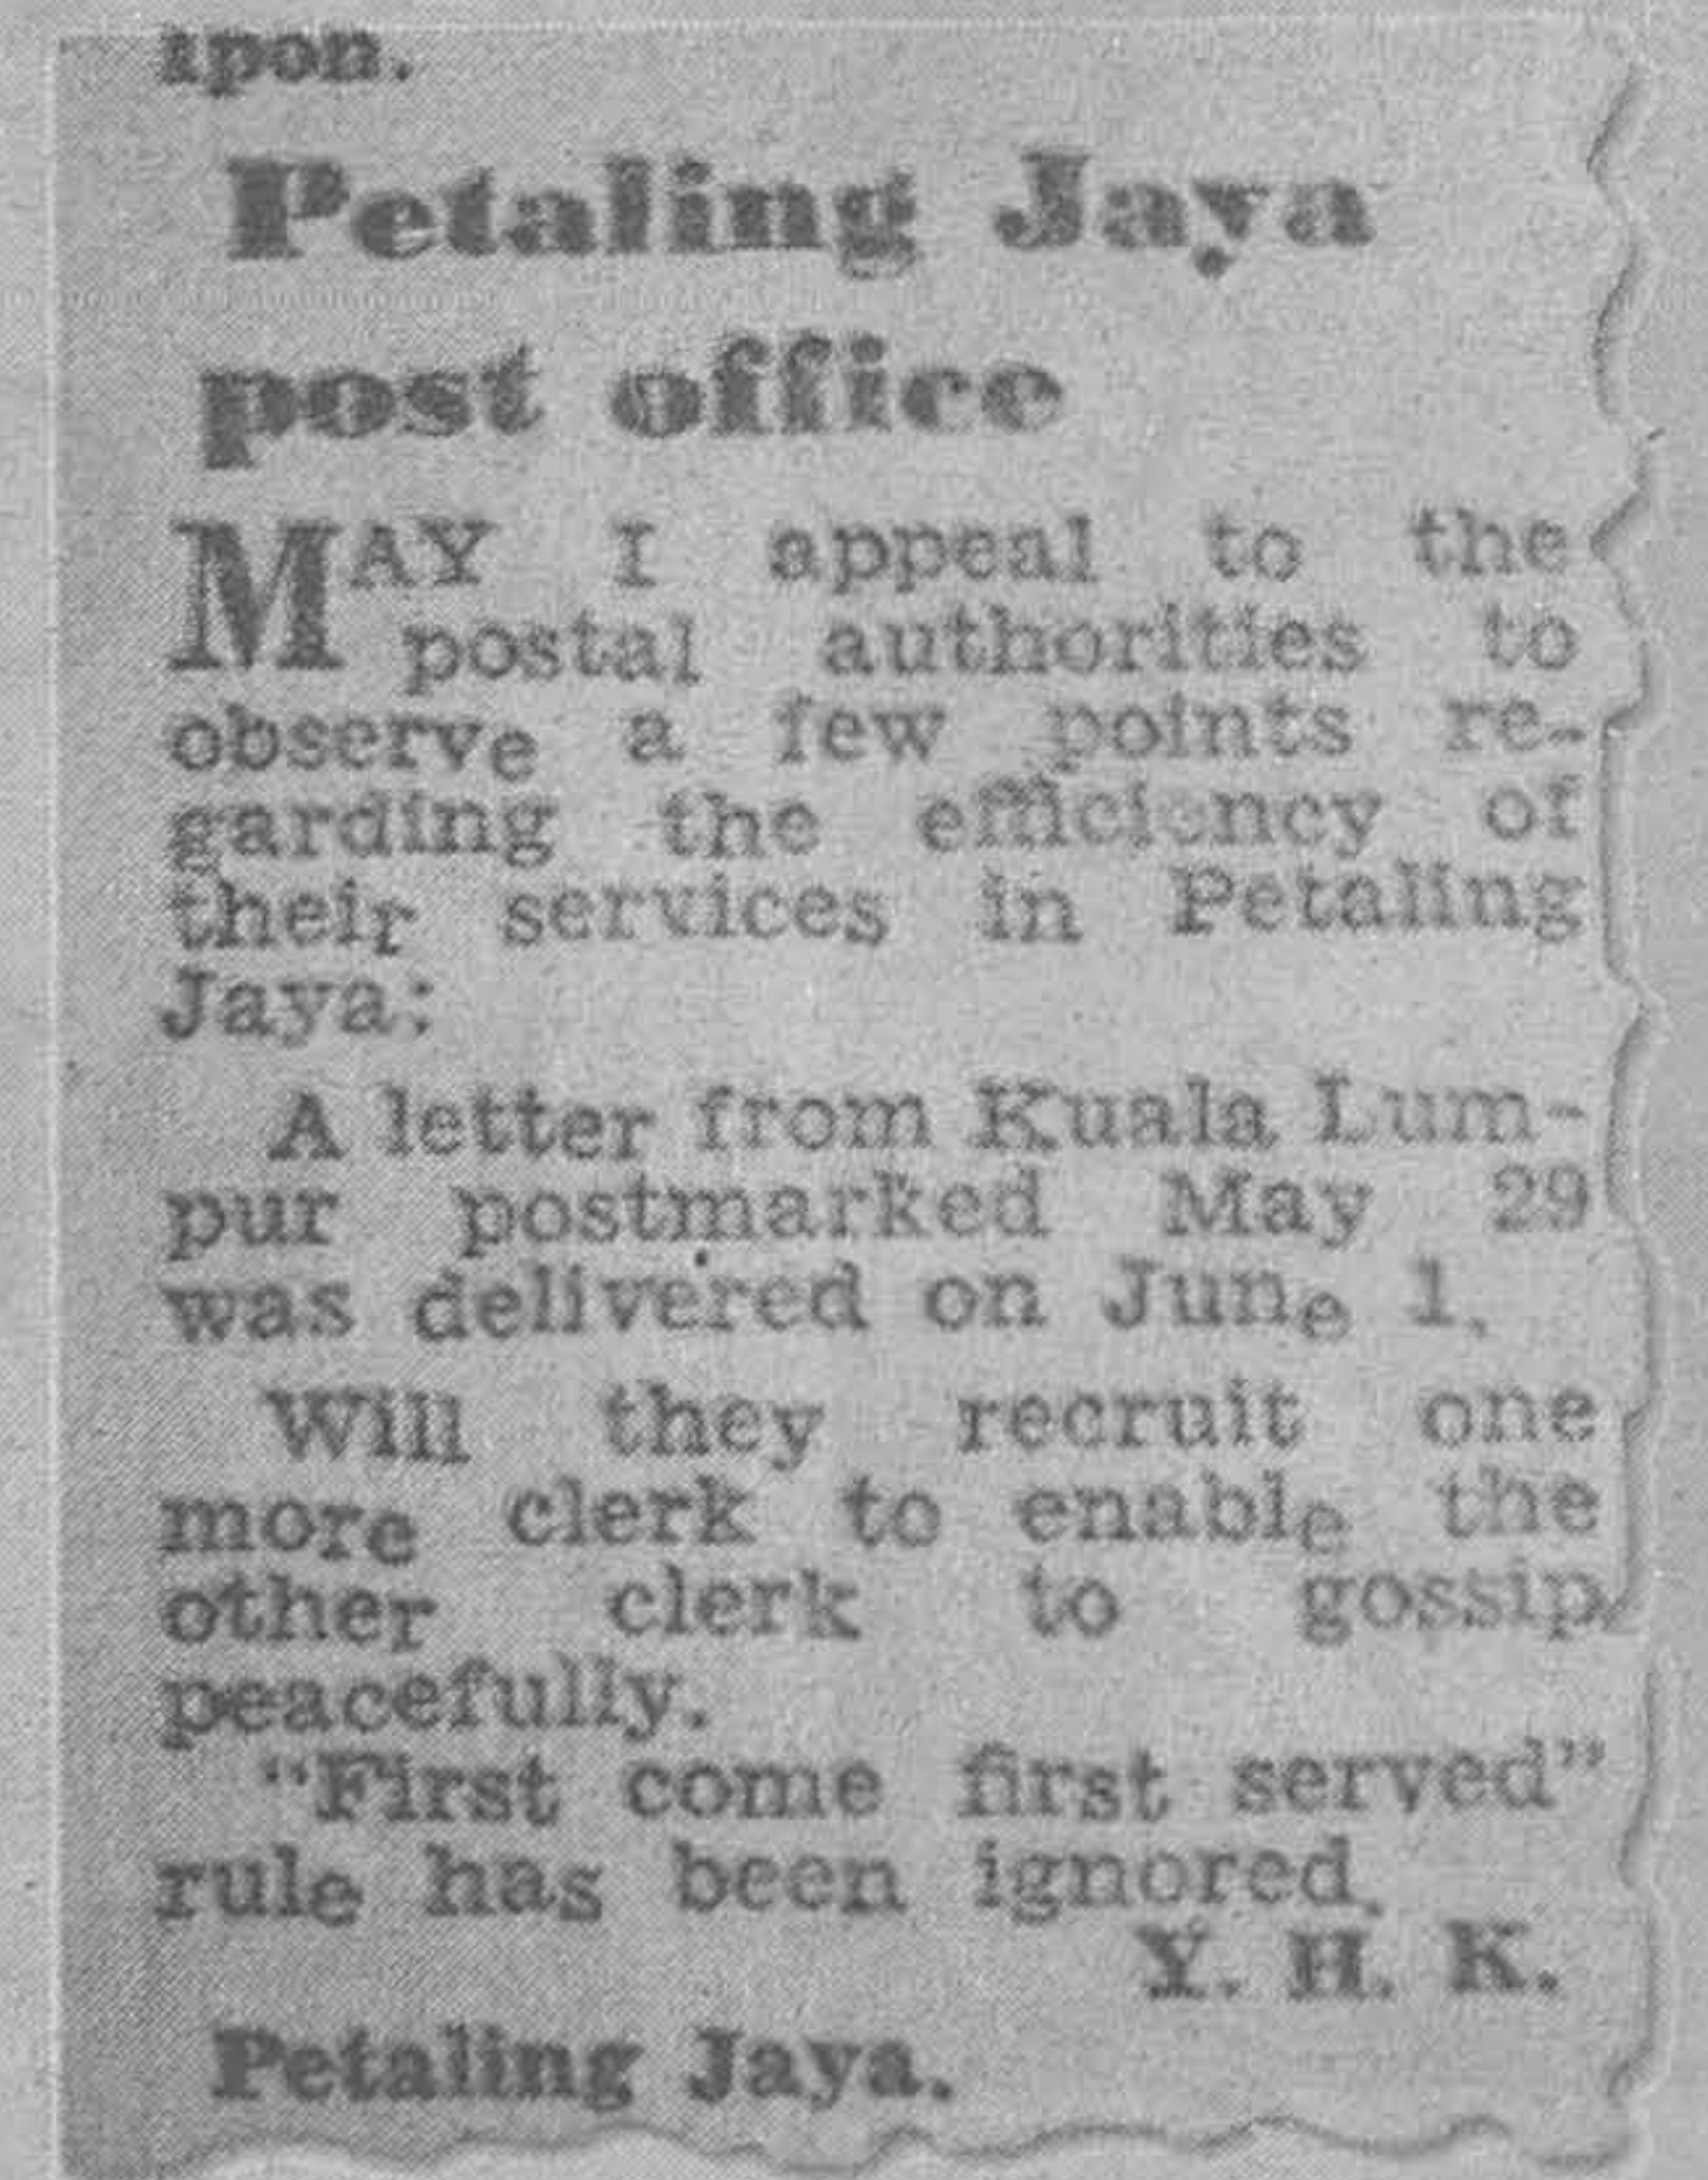 ipon.
Petaling Jaya
post office
MAY I appeal to the
postal authorities to
observe a few points re-
garding the efficiency of
their services in Petaling
Jaya:
A letter from Kuala Lum-
pur postmarked May 29
was delivered on June 1.
Will they recruit one
more clerk to enable the
other clerk to gossip
peacefully.
"First come first served"
rule has been ignored.
Y. H. K.
Petaling Jaya.